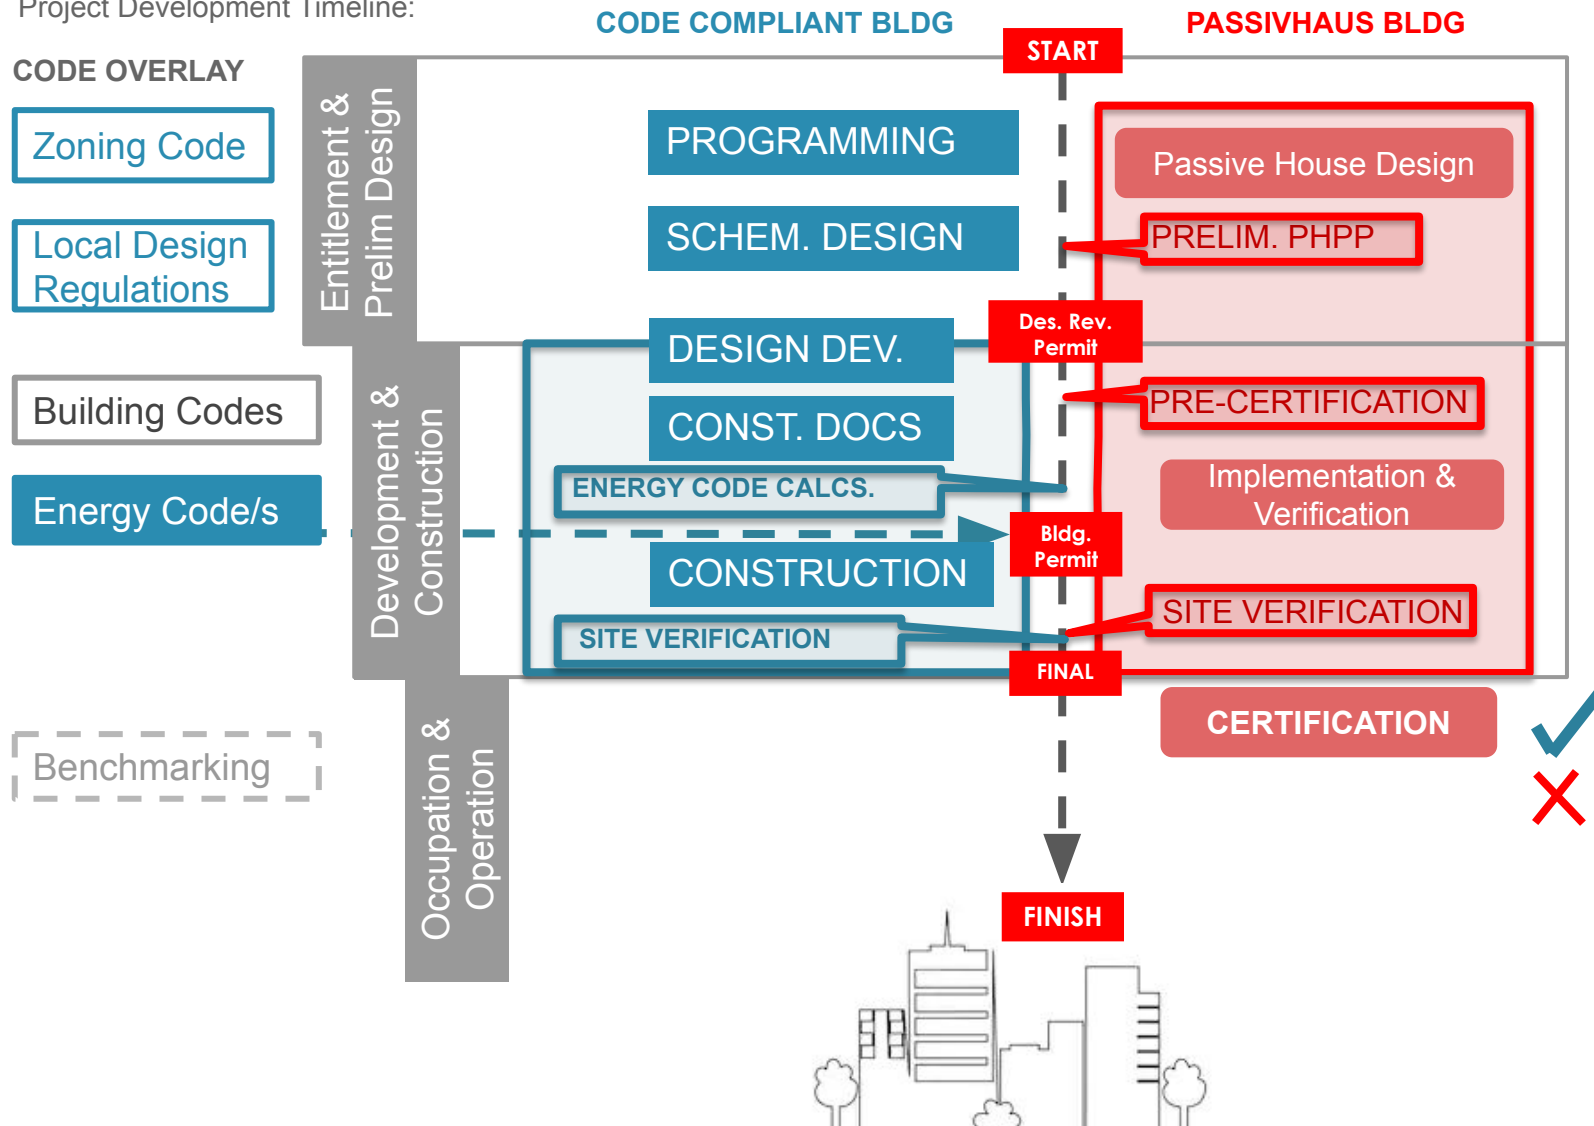 Project Development Timeline:
CODE COMPLIANT BLDG
PASSIVHAUS BLDG
START
CODE OVERLAY
Zoning Code
Local Design
Regulations
Building Codes
Energy Code/s
Benchmarking
Entitlement &
Prelim Design
Development &
Construction
Occupation &
Operation
PROGRAMMING
SCHEM. DESIGN
DESIGN DEV.
CONST. DOCS
ENERGY CODE CALCS.
CONSTRUCTION
SITE VERIFICATION
Des. Rev.
Permit
Bldg.
Permit
FINAL
FINISH
Passive House Design
PRELIM. PHPP
PRE-CERTIFICATION
Implementation &
Verification
SITE VERIFICATION
CERTIFICATION